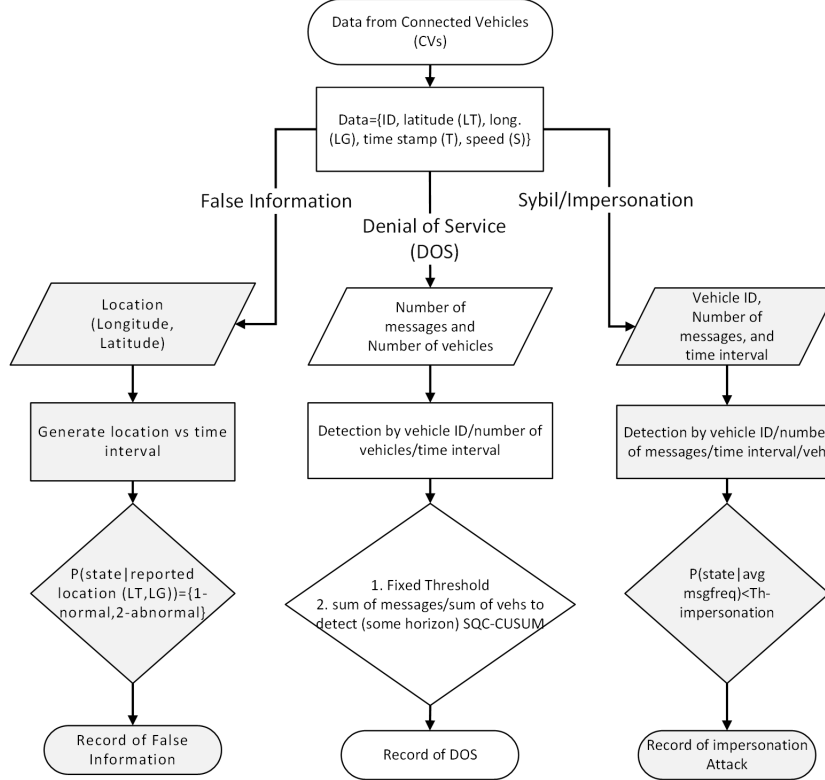 Data from Connected Vehicles
(CVs)
Data={ID, latitude (LT), long.
(LG), time stamp (T), speed (S)}
False Information
Denial of Service
(DOS)
Sybil/Impersonation
Location
(Longitude,
Latitude)
Number of
messages and
Number of vehicles
Vehicle ID,
Number of
messages, and
time interval
Generate location vs time
interval
Detection by vehicle ID/number of
vehicles/time interval
Detection by vehicle ID/number
of messages/time interval/veh
P(state|reported
location (LT,LG))={1-
normal,2-abnormal}
1. Fixed Threshold
2. sum of messages/sum of vehs to
detect (some horizon) SQC-CUSUM
P(state|avg
msgfreq)<Th-
impersonation
Record of False
Information
Record of DOS
Record of impersonation
Attack